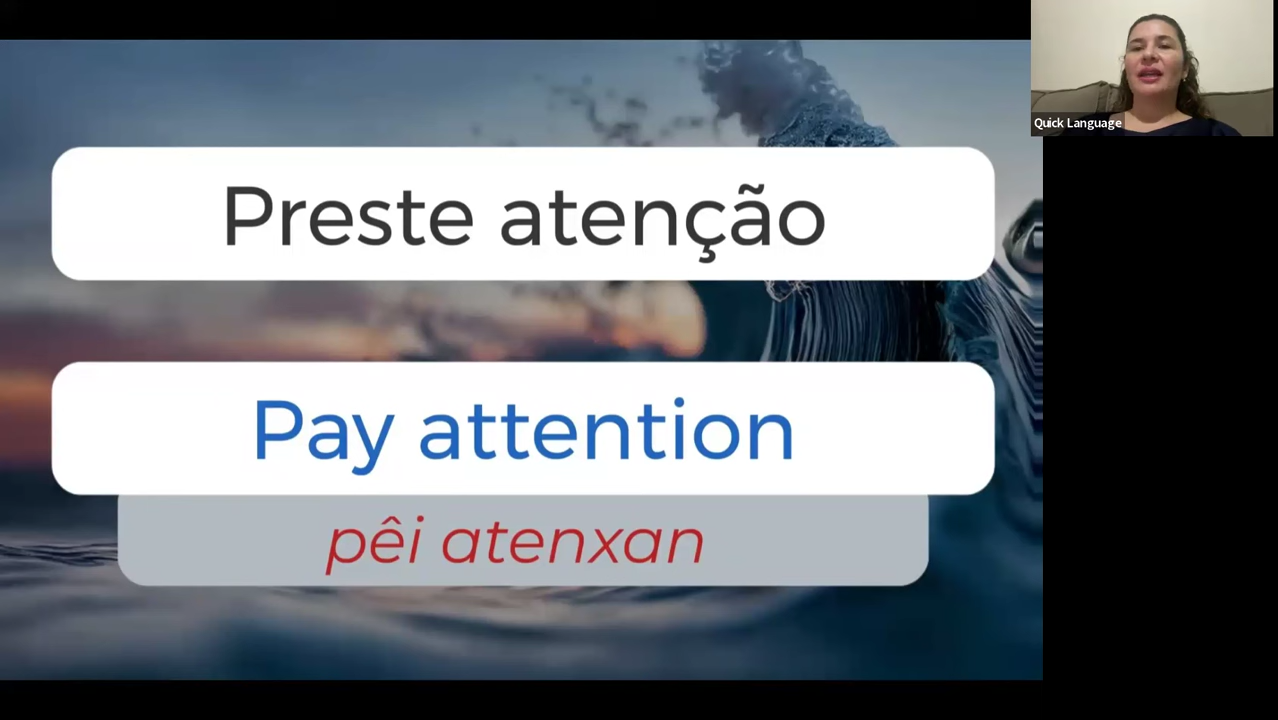 Preste atenção
Pay attention
pêi atenxan
Quick Language